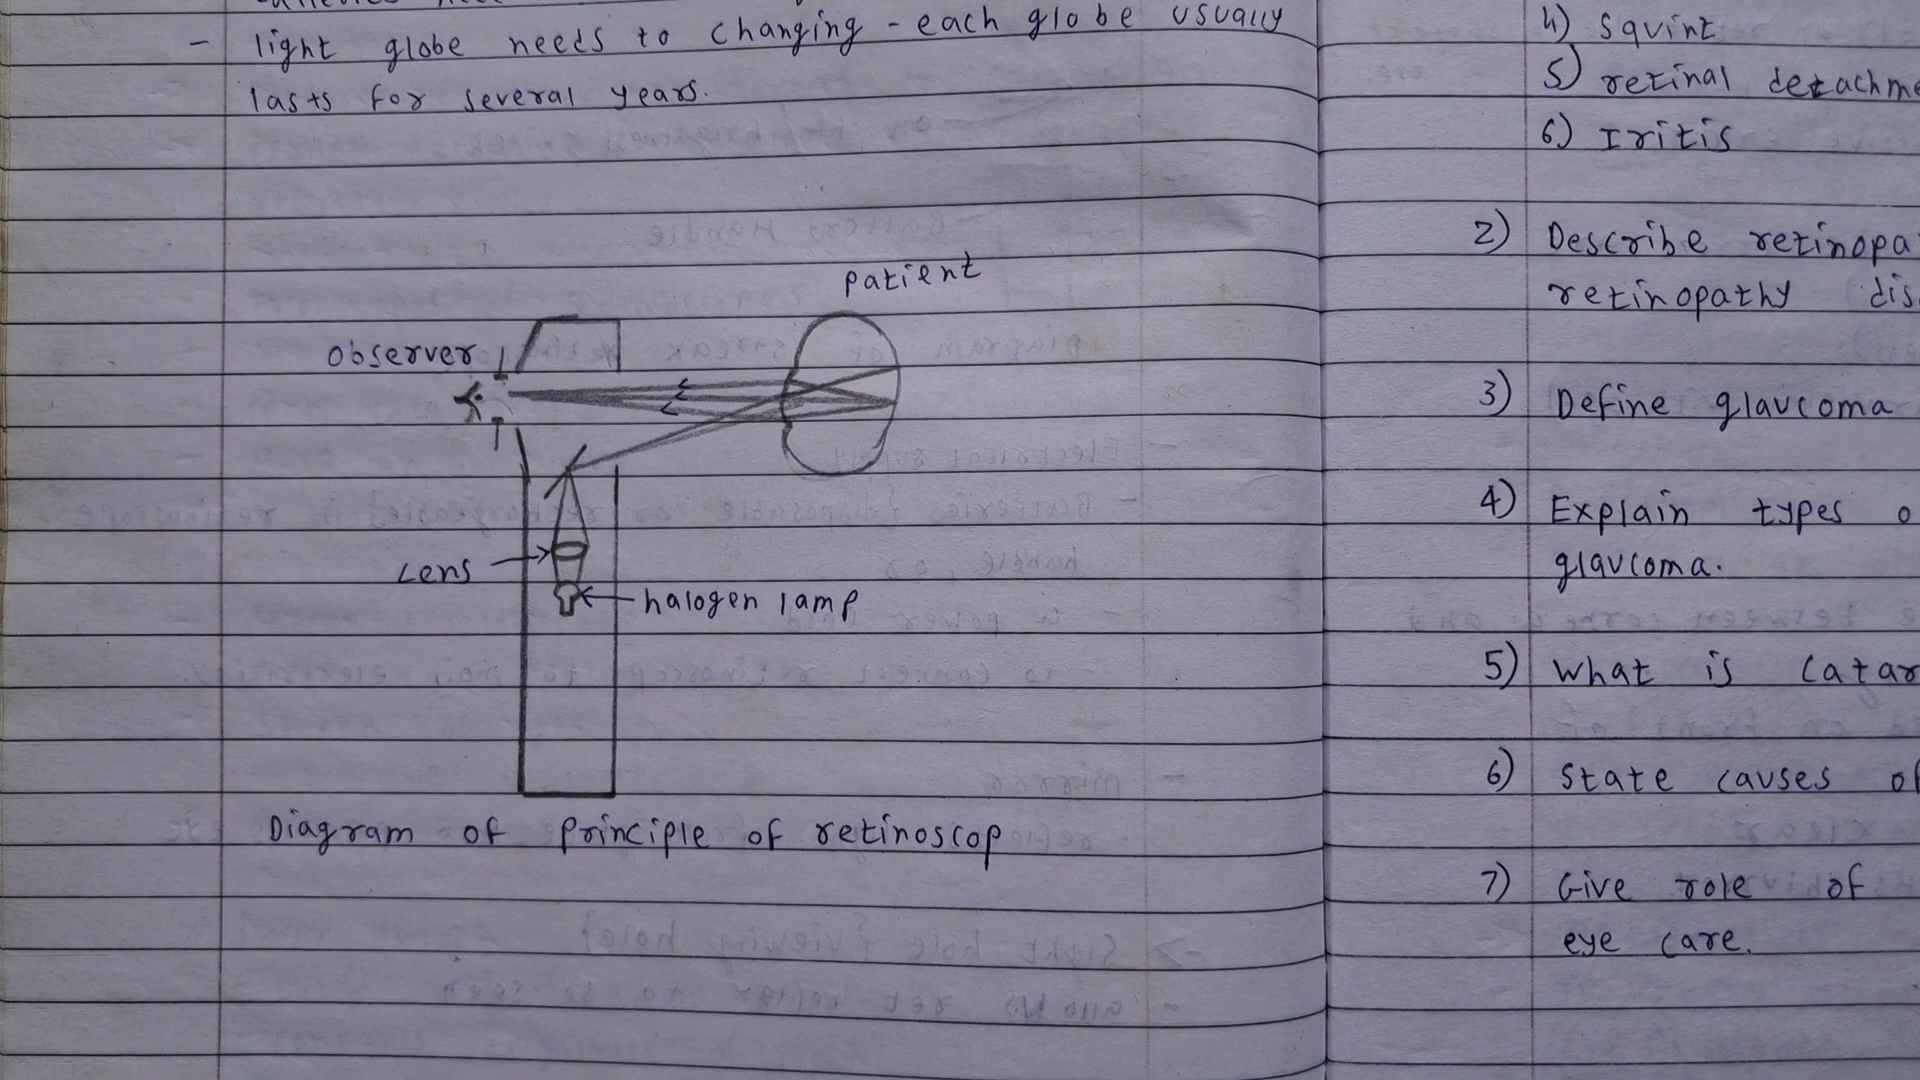 - light globe needs to changing - each globe usually
lasts for several years.
patient
observer
Lens
halogen lamp
Diagram of principle of retinoscop
4) squint
5) retinal detachme
6) Iritis
2) Describe retinopa
retinopathy dis
3) Define glaucoma
4) Explain types o
glaucoma.
5) What is catar
6) State causes of
7) Give role of
eye care.